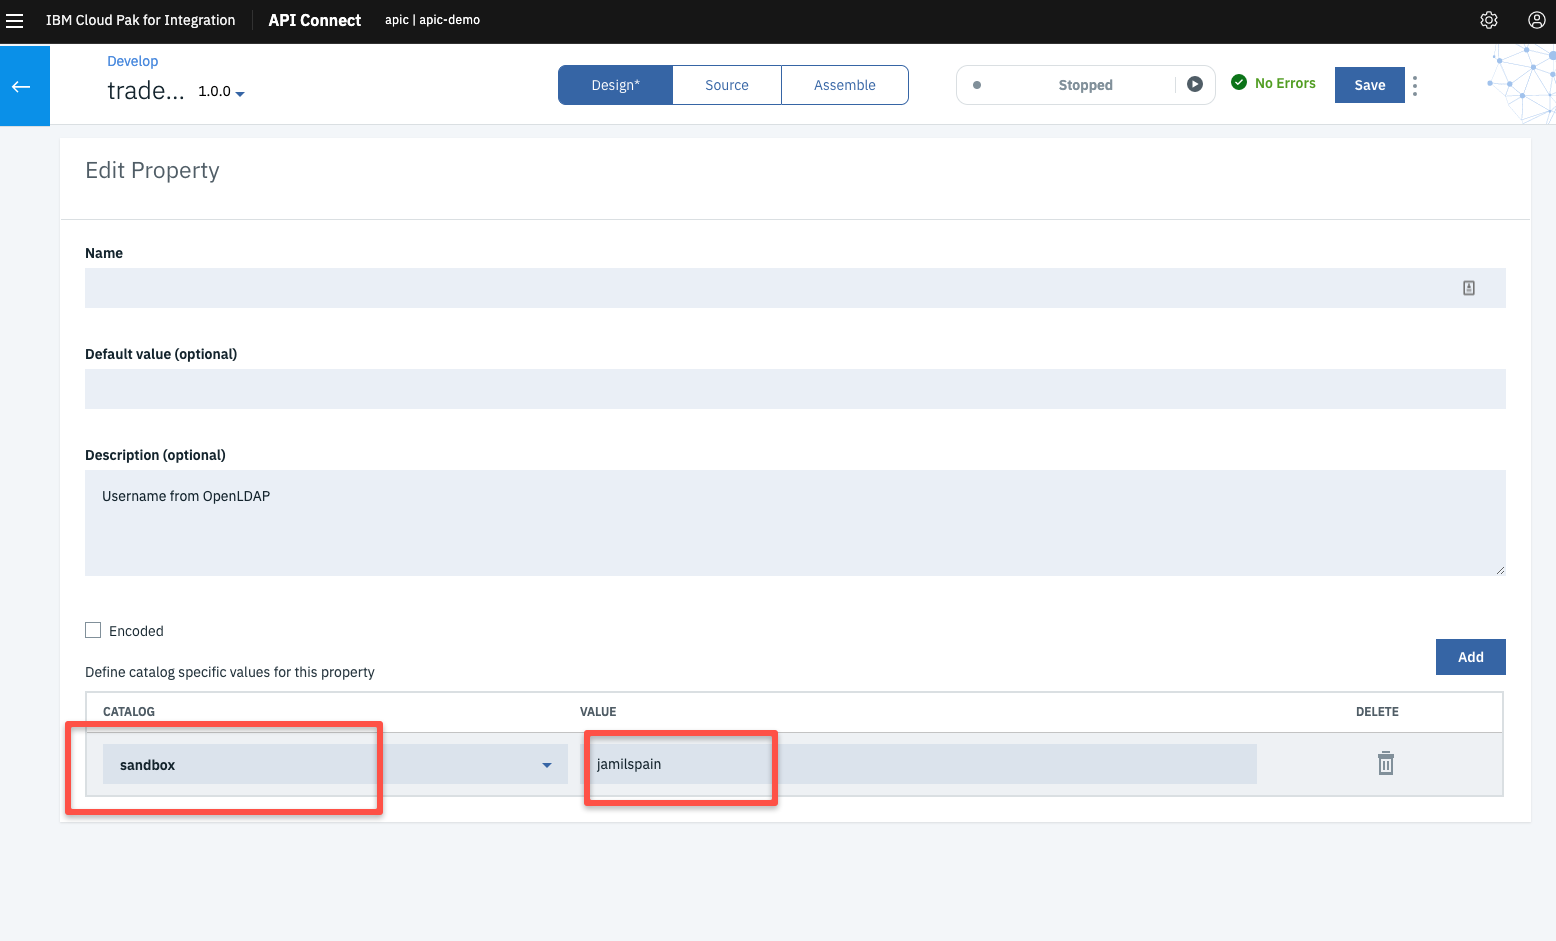 IBM Cloud Pak for Integration API Connect apic | apic-demo
Develop
trade... 1.0.0
Design* Source Assemble
Stopped
No Errors
Save
Edit Property
Name
Default value (optional)
Description (optional)
Username from OpenLDAP
Encoded
Add
Define catalog specific values for this property
CATALOG VALUE DELETE
sandbox jamilspain